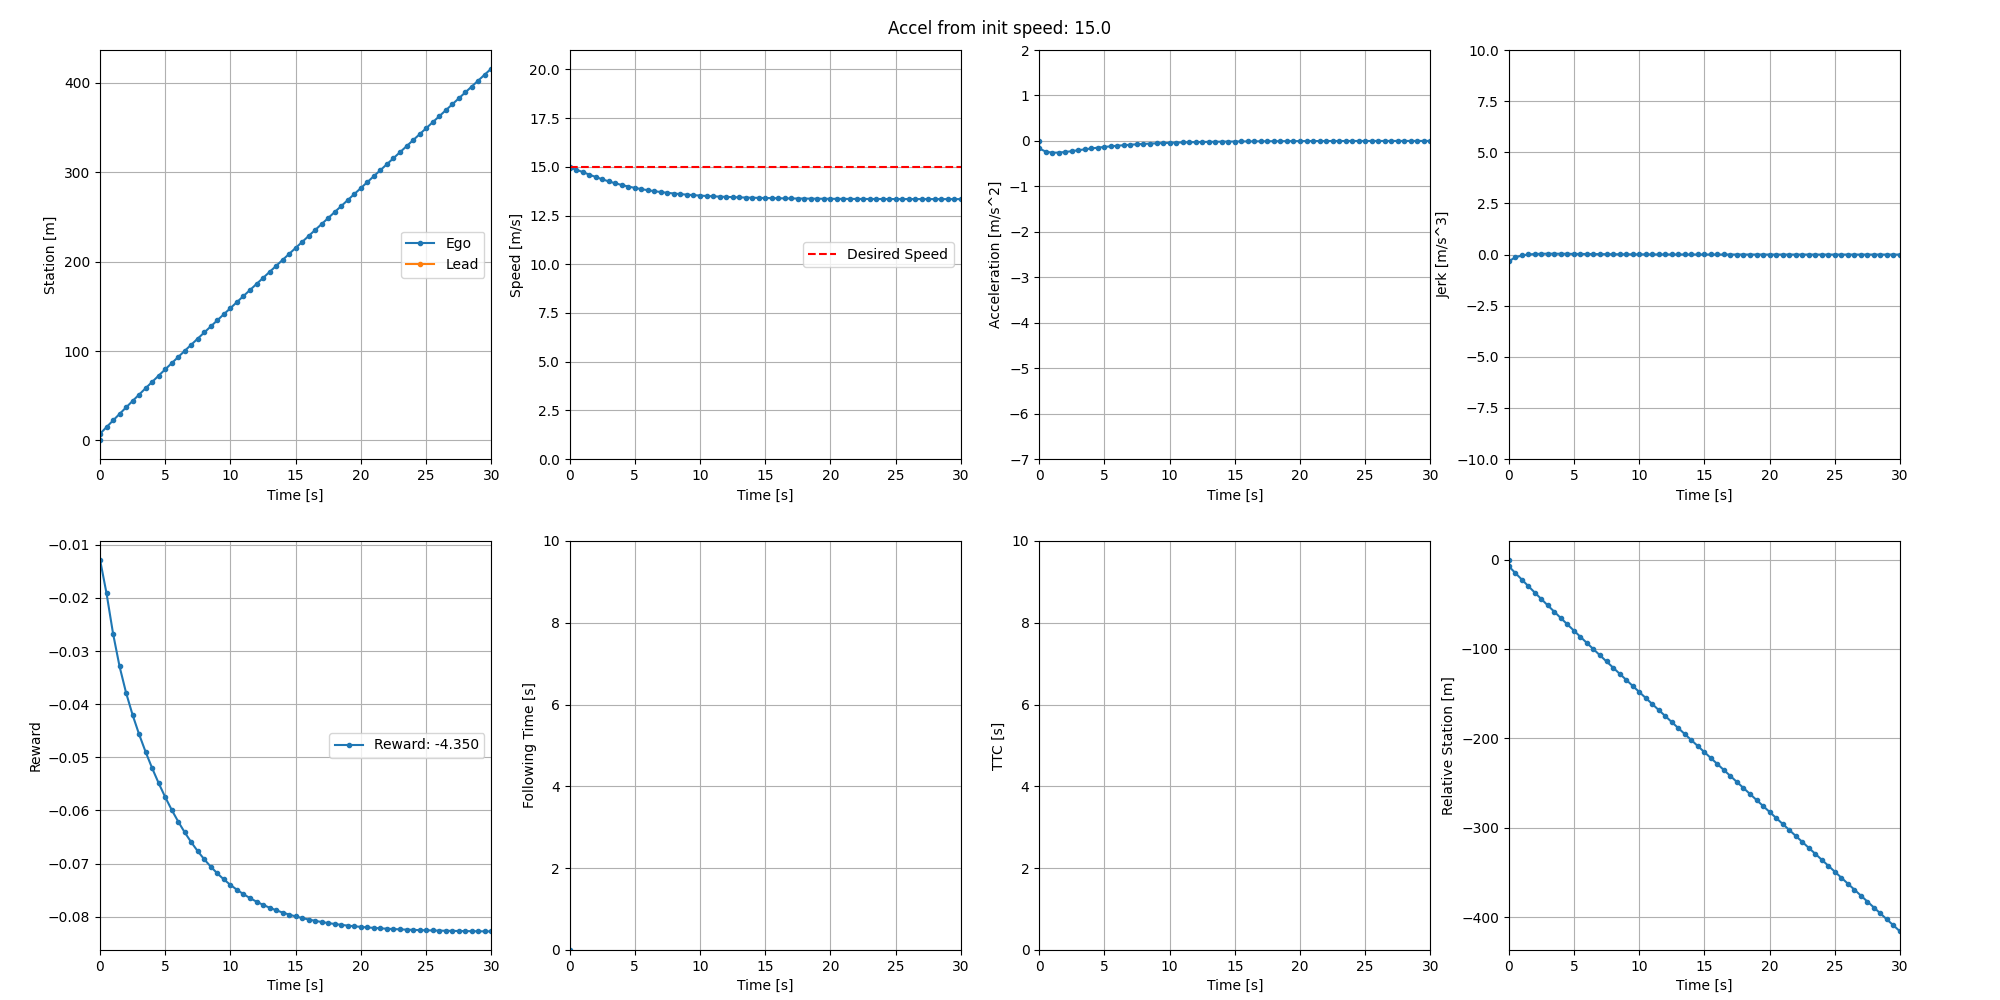 Accel from init speed: 15.0
Station [m]
400
300
200
100
0
Ego
Lead
0 5 10 15 20 25 30
Time [s]
Speed [m/s]
20.0
17.5
15.0
12.5
10.0
7.5
5.0
2.5
0.0
Desired Speed
0 5 10 15 20 25 30
Time [s]
Acceleration [m/s^2]
2
1
0
−1
−2
−3
−4
−5
−6
−7
0 5 10 15 20 25 30
Time [s]
Jerk [m/s^3]
10.0
7.5
5.0
2.5
0.0
−2.5
−5.0
−7.5
−10.0
0 5 10 15 20 25 30
Time [s]
Reward
−0.01
−0.02
−0.03
−0.04
−0.05
−0.06
−0.07
−0.08
Reward: -4.350
0 5 10 15 20 25 30
Time [s]
Following Time [s]
10
8
6
4
2
0
0 5 10 15 20 25 30
Time [s]
TTC [s]
10
8
6
4
2
0
0 5 10 15 20 25 30
Time [s]
Relative Station [m]
0
−100
−200
−300
−400
0 5 10 15 20 25 30
Time [s]